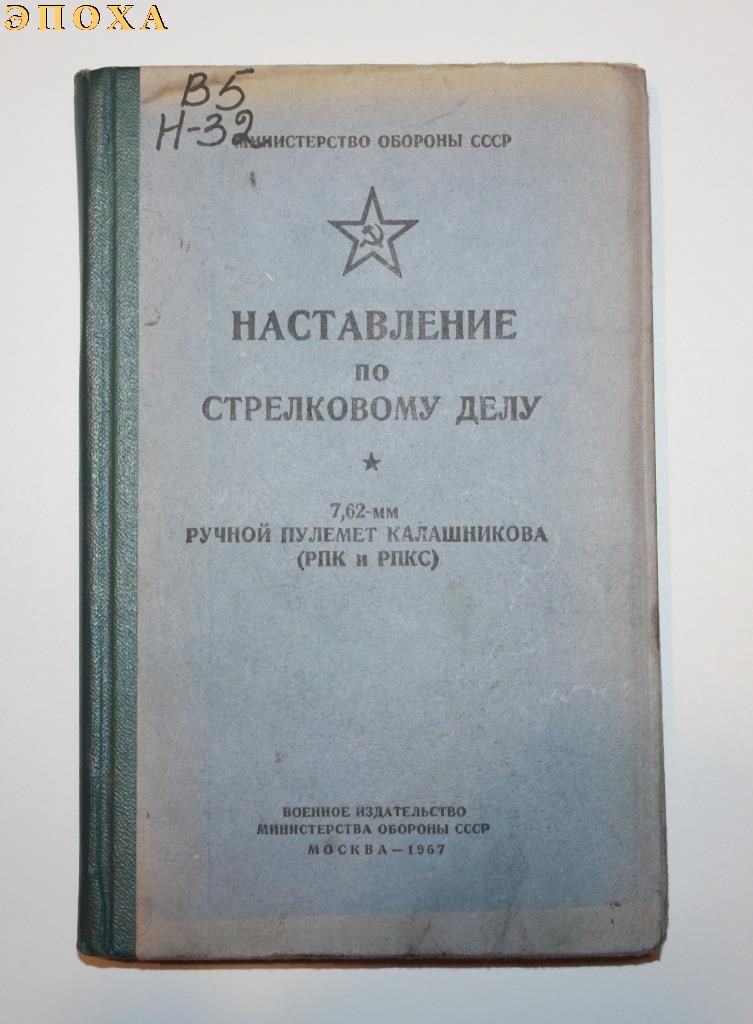 ЭПОХА
В5
Н-32
МИНИСТЕРСТВО ОБОРОНЫ СССР
НАСТАВЛЕНИЕ
ПО
СТРЕЛКОВОМУ ДЕЛУ
7,62-мм
РУЧНОЙ ПУЛЕМЕТ КАЛАШНИКОВА
(РПК и РПКС)
ВОЕННОЕ ИЗДАТЕЛЬСТВО
МИНИСТЕРСТВА ОБОРОНЫ СССР
МОСКВА—1967